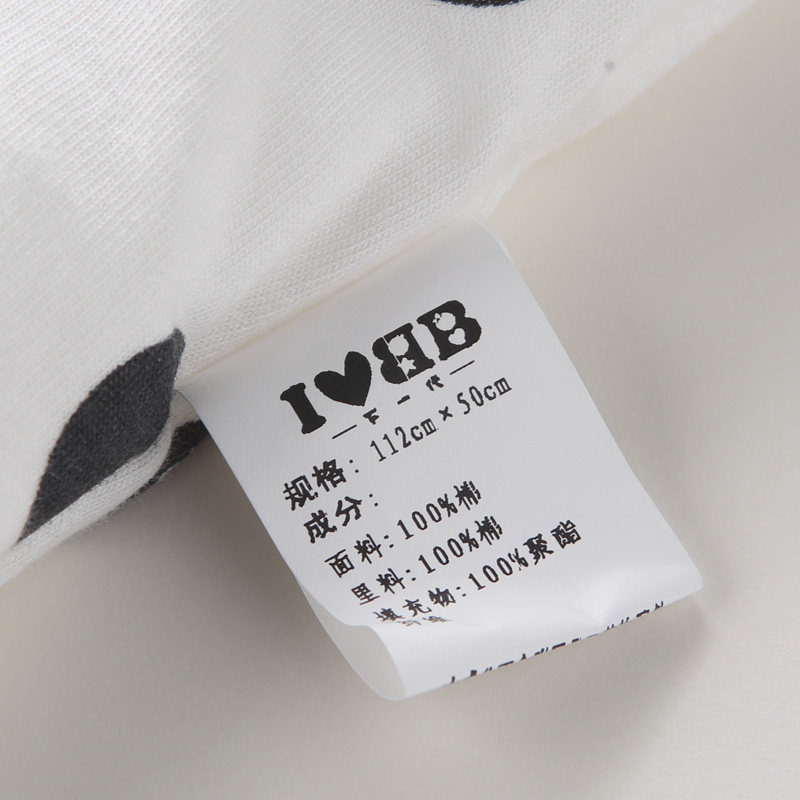 I♥BB
下一代
规格: 112cm×50cm
成分:
面料:100%棉
里料:100%棉
填充物:100%聚酯